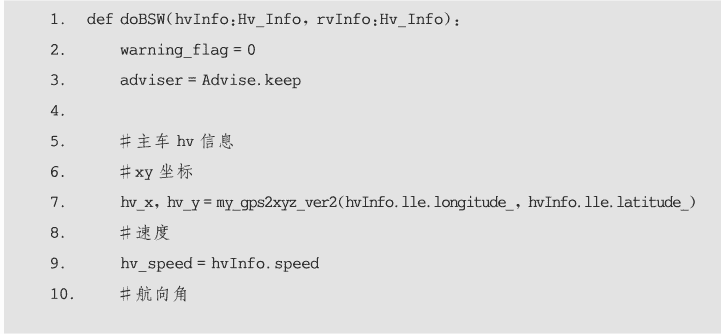 1. def doBSW(hvInfo:Hv_Info, rvInfo:Hv_Info):
2. warning_flag = 0
3. adviser = Advise.keep
4.
5. #主车 hv 信息
6. #xy 坐标
7. hv_x, hv_y = my_gps2xyz_ver2(hvInfo.lle.longitude_, hvInfo.lle.latitude_)
8. #速度
9. hv_speed = hvInfo.speed
10. #航向角